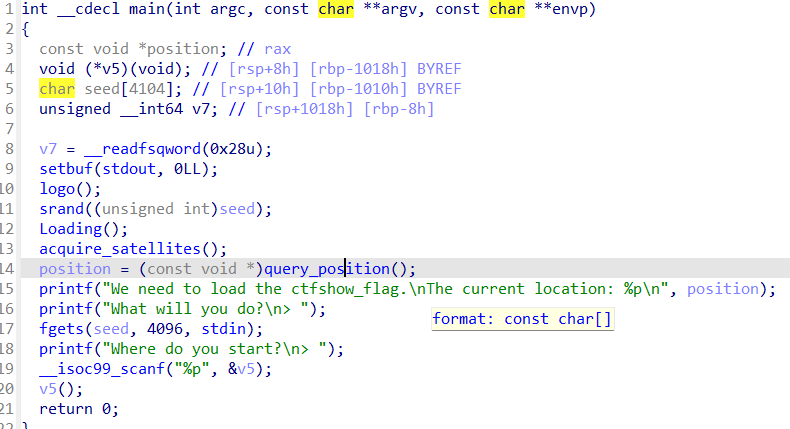 1 int __cdecl main(int argc, const char **argv, const char **envp)
2 {
3 const void *position; // rax
4 void (*v5)(void); // [rsp+8h] [rbp-1018h] BYREF
5 char seed[4104]; // [rsp+10h] [rbp-1010h] BYREF
6 unsigned __int64 v7; // [rsp+1018h] [rbp-8h]
7
8 v7 = __readfsqword(0x28u);
9 setbuf(stdout, 0LL);
10 logo();
11 srand((unsigned int)seed);
12 Loading();
13 acquire_satellites();
14 position = (const void *)query_position();
15 printf("We need to load the ctfshow_flag.\nThe current location: %p\n", position);
16 printf("What will you do?\n> ");
17 fgets(seed, 4096, stdin);
format: const char[]
18 printf("Where do you start?\n> ");
19 __isoc99_scanf("%p", &v5);
20 v5();
21 return 0;
22 }